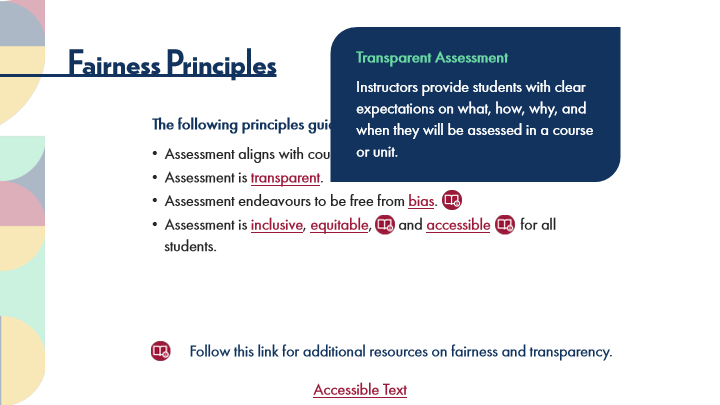 Fairness Principles
Transparent Assessment
Instructors provide students with clear
expectations on what, how, why, and
when they will be assessed in a course
or unit.
The following principles
• Assessment aligns with
• Assessment is transparent.
• Assessment endeavours to be free from bias.
• Assessment is inclusive, equitable, and accessible for all
students.
Follow this link for additional resources on fairness and transparency.
Accessible Text